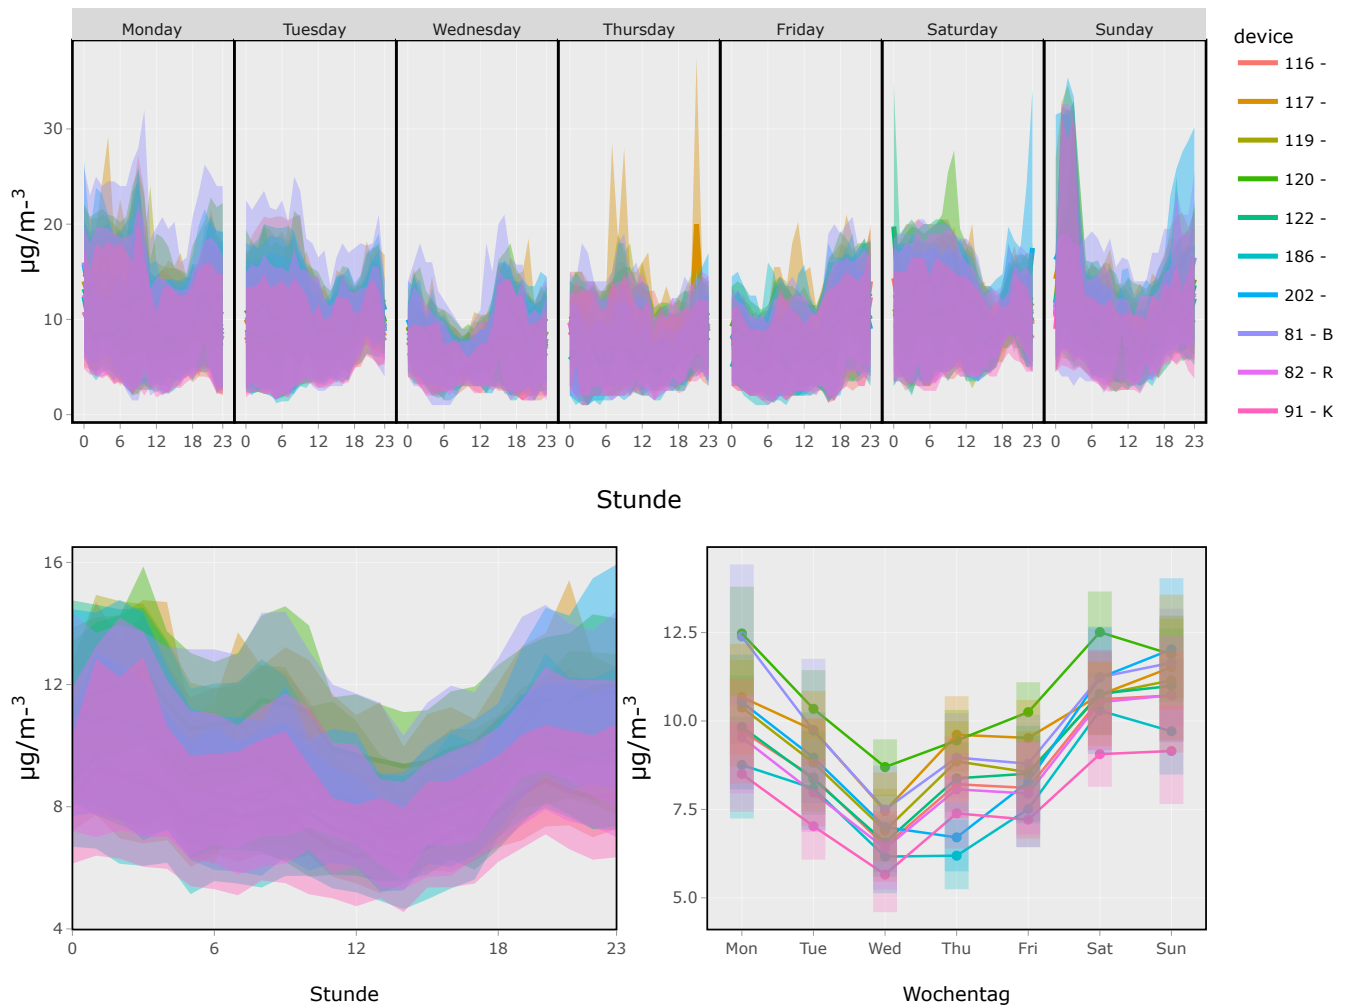 Monday Tuesday Wednesday Thursday Friday Saturday Sunday
device
116 -
117 -
119 -
120 -
122 -
186 -
202 -
81 - B
82 - R
91 - K
µg/m-3
30
20
10
0
0 6 12 18 23 0 6 12 18 23 0 6 12 18 23 0 6 12 18 23 0 6 12 18 23 0 6 12 18 23 0 6 12 18 23
Stunde
µg/m-3
16
12
8
4
0 6 12 18 23
Stunde
µg/m-3
12.5
10.0
7.5
5.0
Mon Tue Wed Thu Fri Sat Sun
Wochentag